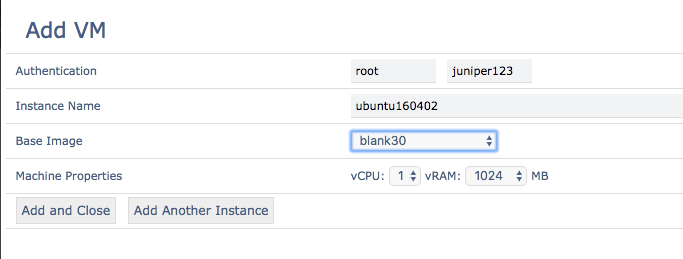 Add VM
Authentication root juniper123
Instance Name ubuntu160402
Base Image blank30
Machine Properties vCPU: 1 vRAM: 1024 MB
Add and Close Add Another Instance